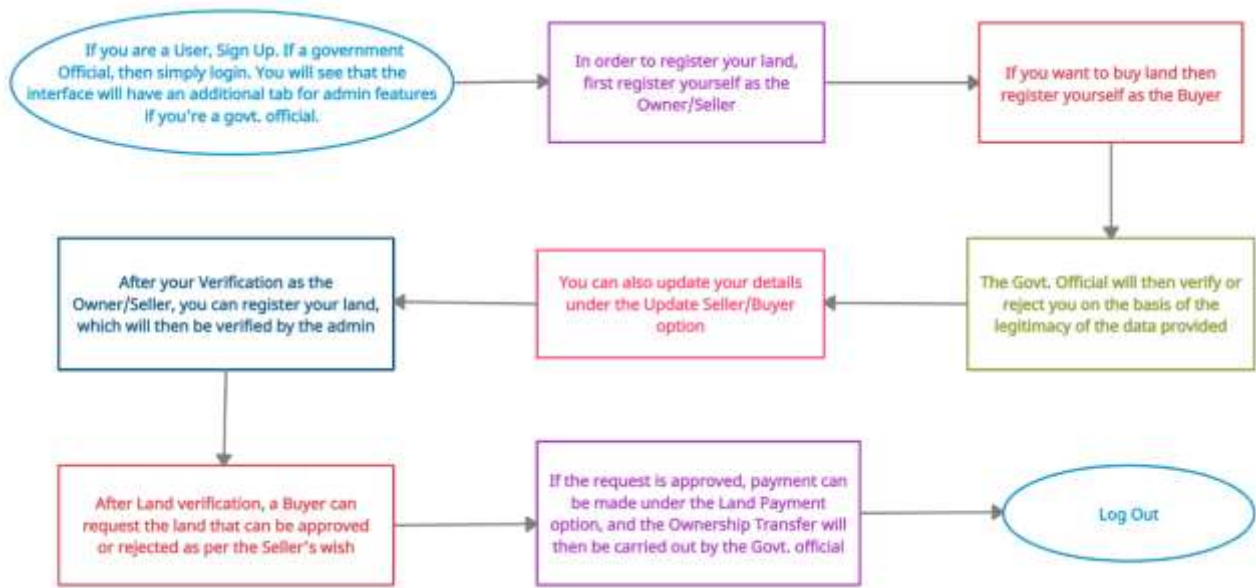 If you are a User, Sign Up. If a government
Official, then simply login. You will see that the
interface will have an additional tab for admin features
if you're a govt. official.
In order to register your land,
first register yourself as the
Owner/Seller
If you want to buy land then
register yourself as the Buyer
The Govt. Official will then verify or
reject you on the basis of the
legitimacy of the data provided
You can also update your details
under the Update Seller/Buyer
option
After your Verification as the
Owner/Seller, you can register your land,
which will then be verified by the admin
After Land verification, a Buyer can
request the land that can be approved
or rejected as per the Seller's wish
If the request is approved, payment can
be made under the Land Payment
option, and the Ownership Transfer will
then be carried out by the Govt. official
Log Out